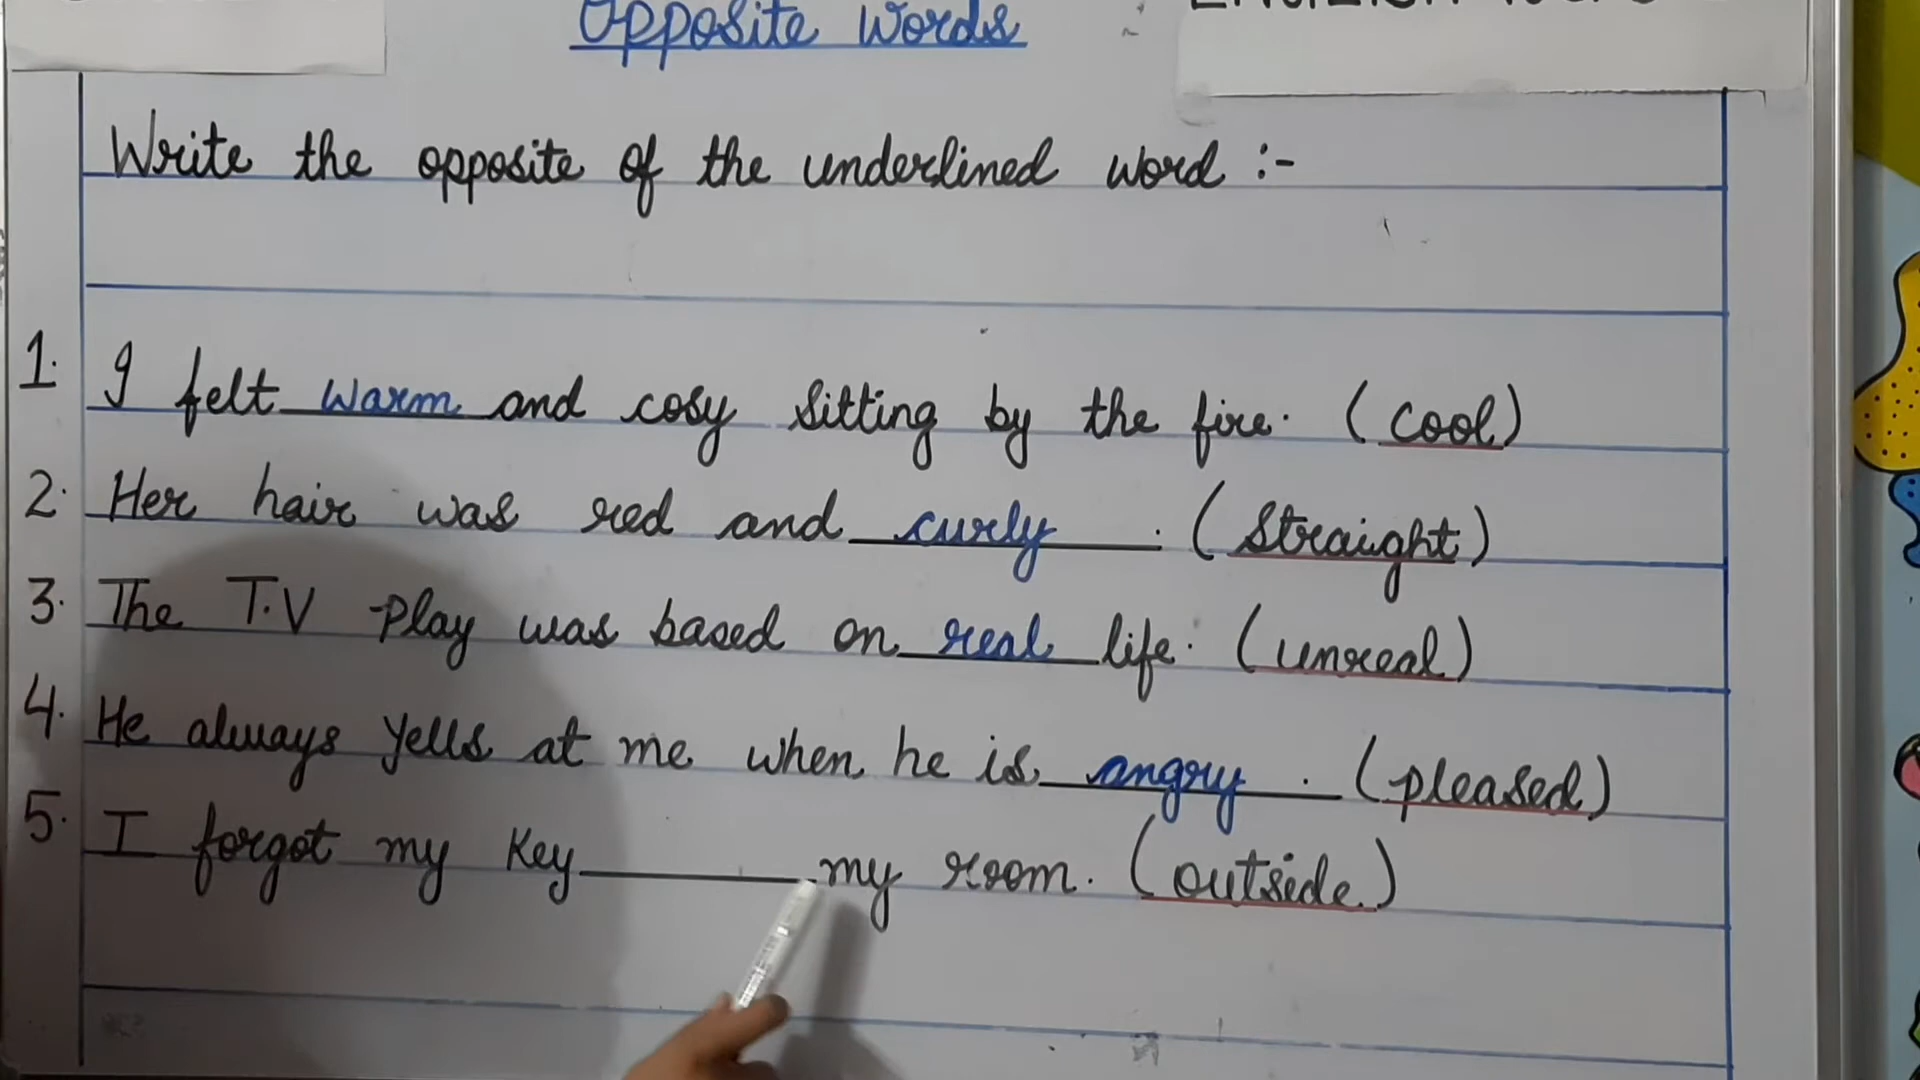 Opposite Words
Write the opposite of the underlined word :-
1. I felt warm and cosy sitting by the fire. (cool)
2. Her hair was red and curly . (straight)
3. The T.V play was based on real life. (unreal)
4. He always yells at me when he is angry . (pleased)
5. I forgot my key ________ my room. (outside)